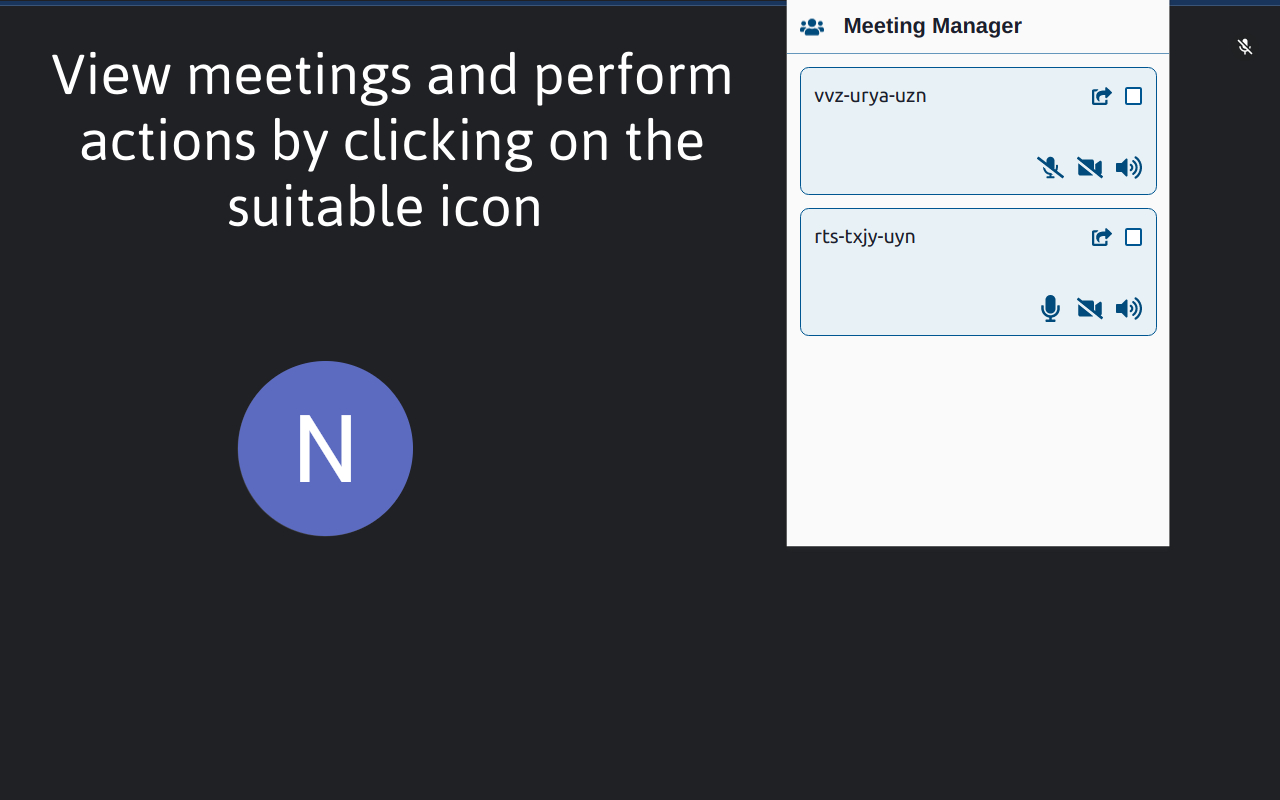 View meetings and perform
actions by clicking on the
suitable icon
N
Meeting Manager
vvz-urya-uzn
rts-txjy-uyn